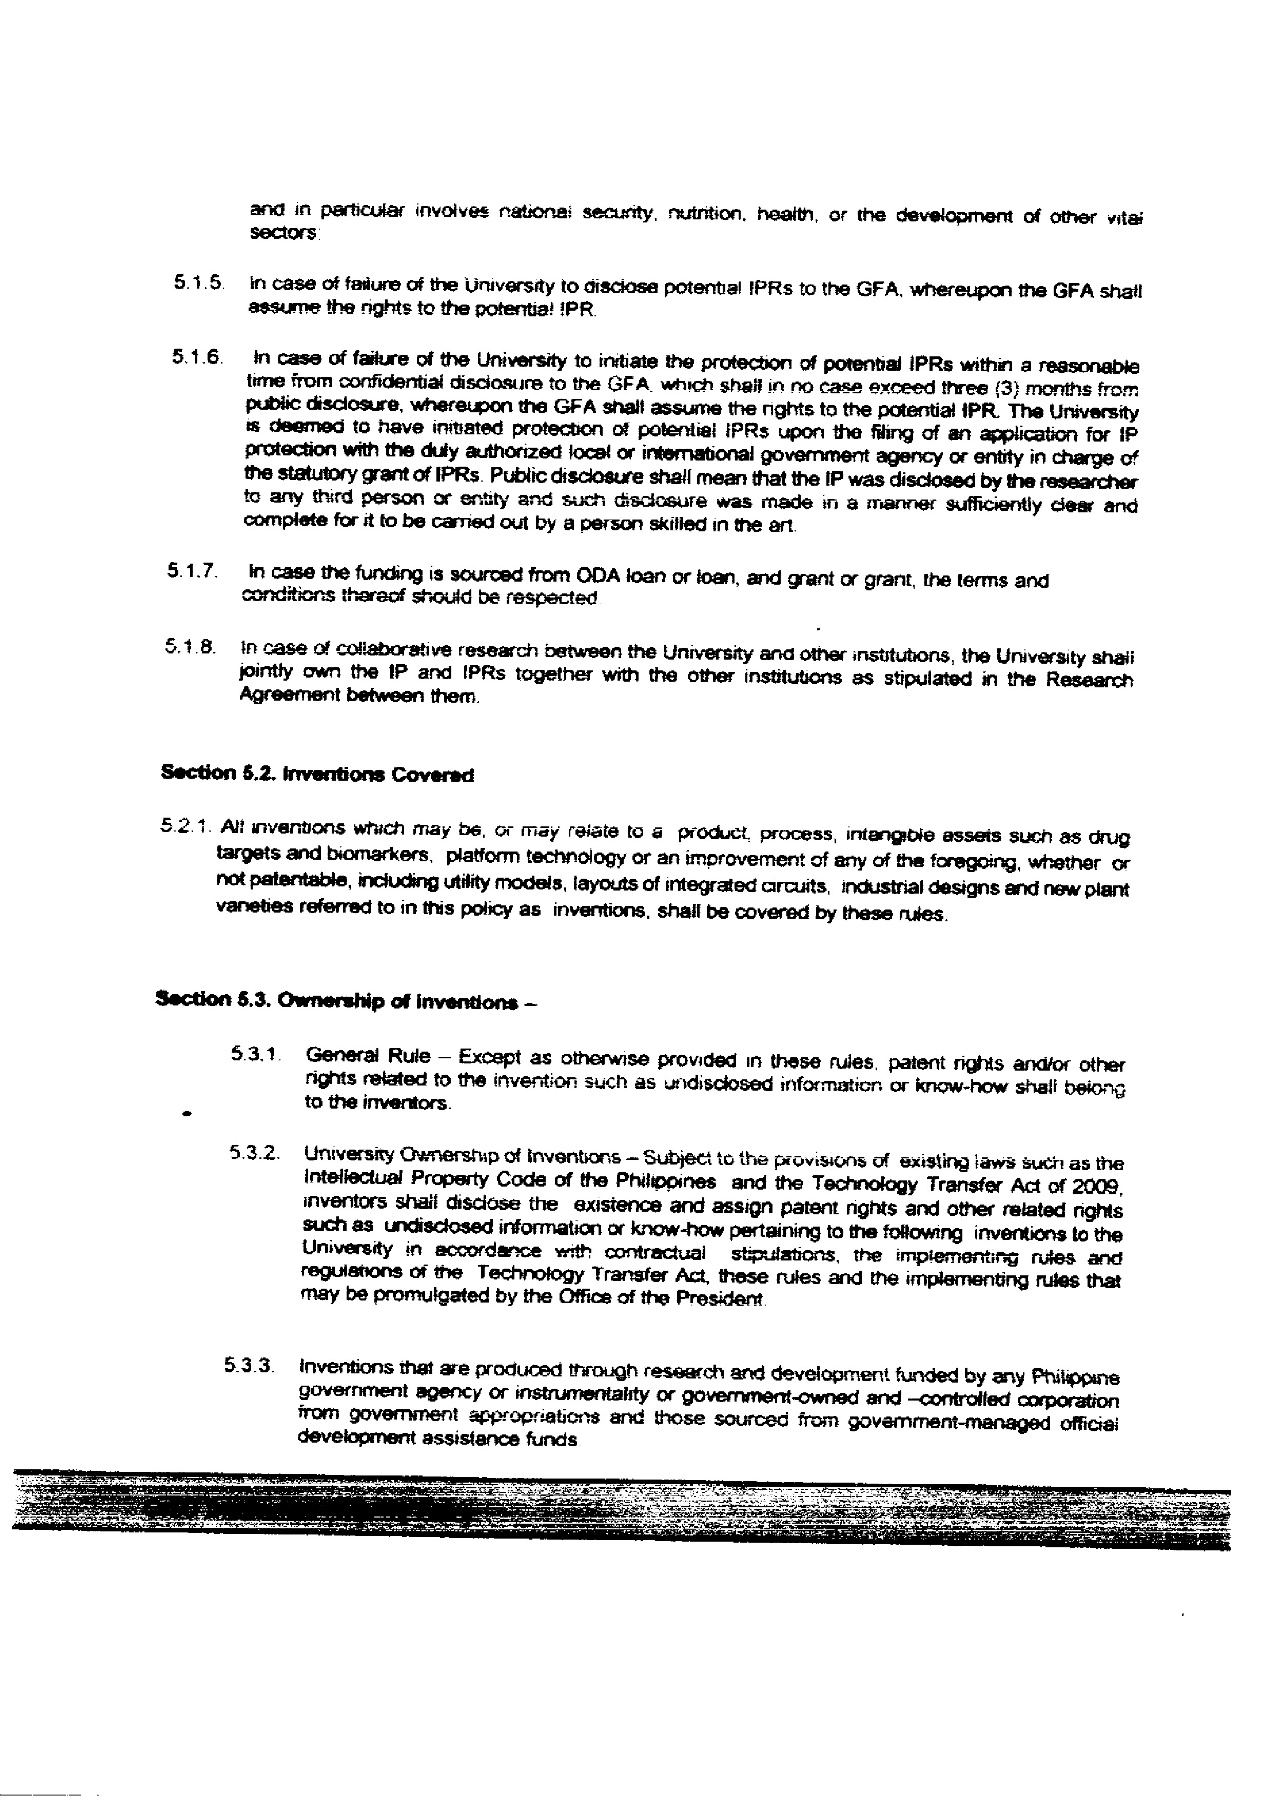 and in particular involves national security, nutrition, health, or the development of other vital
sectors;
5.1.5. In case of failure of the University to disclose potential IPRs to the GFA, whereupon the GFA shall
assume the rights to the potential IPR.
5.1.6. In case of failure of the University to initiate the protection of potential IPRs within a reasonable
time from confidential disclosure to the GFA, which shall in no case exceed three (3) months from
public disclosure, whereupon the GFA shall assume the rights to the potential IPR. The University
is deemed to have initiated protection of potential IPRs upon the filing of an application for IP
protection with the duly authorized local or international government agency or entity in charge of
the statutory grant of IPRs. Public disclosure shall mean that the IP was disclosed by the researcher
to any third person or entity and such disclosure was made in a manner sufficiently clear and
complete for it to be carried out by a person skilled in the art.
5.1.7. In case the funding is sourced from ODA loan or loan, and grant or grant, the terms and
conditions thereof should be respected
5.1.8. In case of collaborative research between the University and other institutions, the University shall
jointly own the IP and IPRs together with the other institutions as stipulated in the Research
Agreement between them.
Section 5.2. Inventions Covered
5.2.1. All inventions which may be, or may relate to a product, process, intangible assets such as drug
targets and biomarkers, platform technology or an improvement of any of the foregoing, whether or
not patentable, including utility models, layouts of integrated circuits, industrial designs and new plant
varieties referred to in this policy as inventions, shall be covered by these rules.
Section 5.3. Ownership of Inventions –
5.3.1. General Rule – Except as otherwise provided in these rules, patent rights and/or other
rights related to the invention such as undisclosed information or know-how shall belong
to the inventors.
5.3.2. University Ownership of Inventions – Subject to the provisions of existing laws such as the
Intellectual Property Code of the Philippines and the Technology Transfer Act of 2009,
inventors shall disclose the existence and assign patent rights and other related rights
such as undisclosed information or know-how pertaining to the following inventions to the
University in accordance with contractual stipulations, the implementing rules and
regulations of the Technology Transfer Act, these rules and the implementing rules that
may be promulgated by the Office of the President.
5.3.3. Inventions that are produced through research and development funded by any Philippine
government agency or instrumentality or government-owned and –controlled corporation
from government appropriations and those sourced from government-managed official
development assistance funds